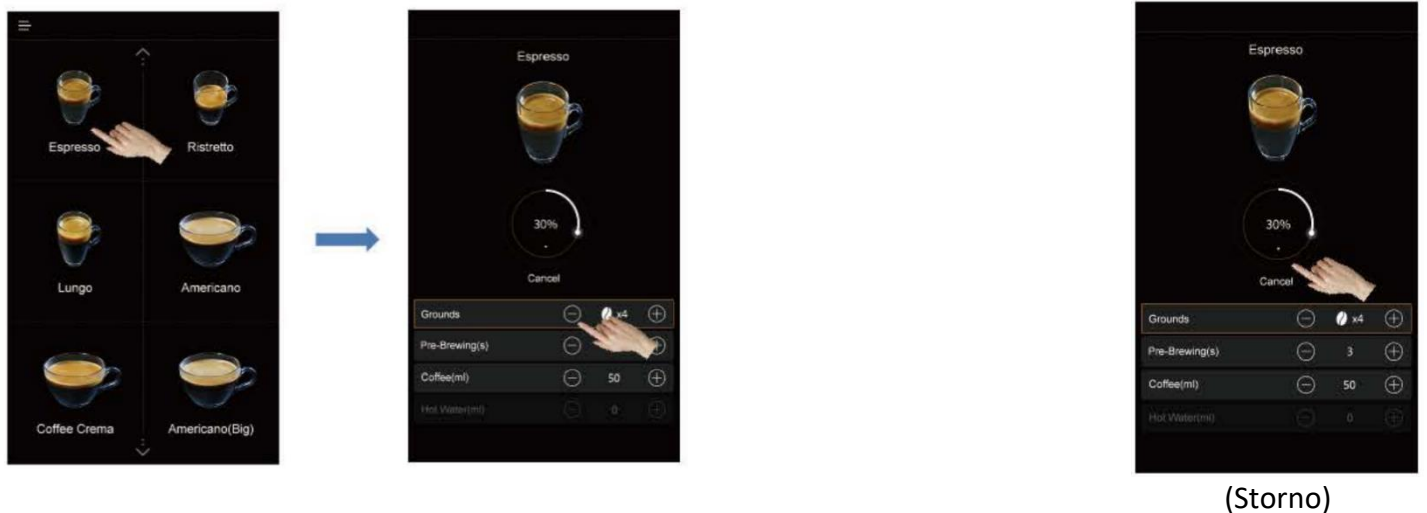 Espresso Ristretto
Lungo Americano
Coffee Crema Americano(Big)
Espresso
30%
Cancel
Grounds x4
Pre-Brewing(s)
Coffee(ml) 50
Hot Water(ml) 0
Espresso
30%
Cancel
Grounds x4
Pre-Brewing(s) 3
Coffee(ml) 50
Hot Water(ml) 0
(Storno)